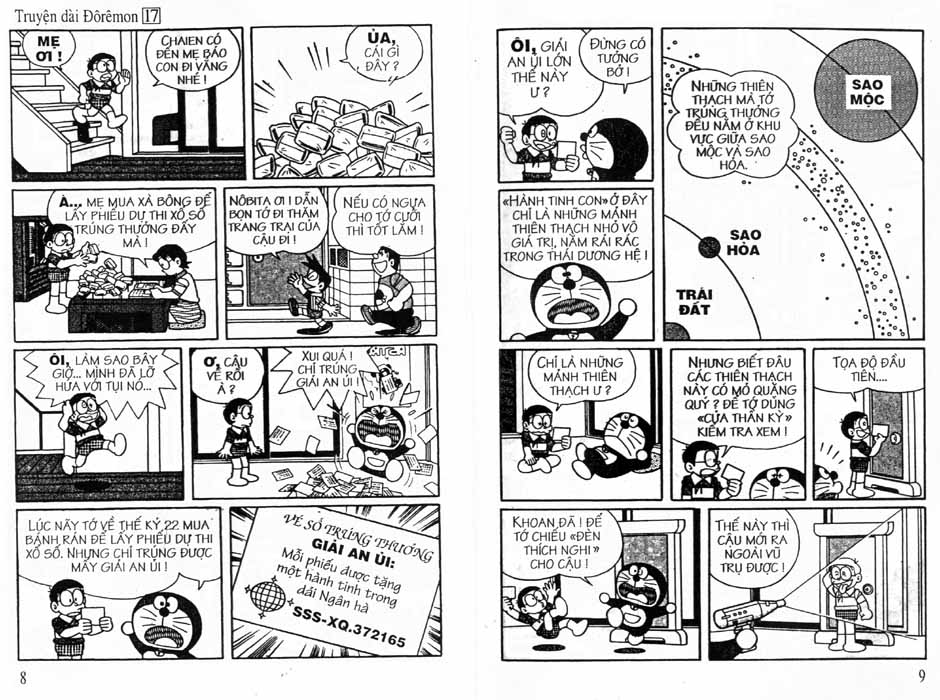 Truyện dài Đôrêmon 17
MẸ
ƠI !
CHAIEN CÓ
ĐẾN MẸ BẢO
CON ĐI VẮNG
NHÉ !
ỦA,
CÁI GÌ
ĐÂY ?
À... MẸ MUA XÀ BÔNG ĐỂ
LẤY PHIẾU DỰ THI XỔ SỐ
TRÚNG THƯỞNG ĐẤY
MÀ !
NÔBITA ƠI ! DẪN
BỌN TỚ ĐI THĂM
TRANG TRẠI CỦA
CẬU ĐI !
NẾU CÓ NGỰA
CHO TỚ CƯỠI
THÌ TỐT LẮM !
ÔI, LÀM SAO BÂY
GIỜ... MÌNH ĐÃ LỠ
HỨA VỚI TỤI NÓ...
Ơ, CẬU
VỀ RỒI
À ?
XUI QUÁ !
CHỈ TRÚNG
GIẢI AN ỦI !
LÚC NÃY TỚ VỀ THẾ KỶ 22 MUA
BÁNH RÁN ĐỂ LẤY PHIẾU DỰ THI
XỔ SỐ. NHƯNG CHỈ TRÚNG ĐƯỢC
MẤY GIẢI AN ỦI !
VÉ SỐ TRÚNG THƯỞNG
GIẢI AN ỦI:
Mỗi phiếu được tặng
một hành tinh trong
dải Ngân hà
SSS-XQ.372165
8
ÔI, GIẢI
AN ỦI LỚN
THẾ NÀY
Ư ?
ĐỪNG CÓ
TƯỞNG
BỞ !
NHỮNG THIÊN
THẠCH MÀ TỚ
TRÚNG THƯỞNG
ĐỀU NẰM Ở KHU
VỰC GIỮA SAO
MỘC VÀ SAO
HỎA.
SAO
MỘC
SAO
HỎA
TRÁI
ĐẤT
«HÀNH TINH CON» Ở ĐÂY
CHỈ LÀ NHỮNG MẢNH
THIÊN THẠCH NHỎ VÔ
GIÁ TRỊ, NẰM RẢI RÁC
TRONG THÁI DƯƠNG HỆ !
CHỈ LÀ NHỮNG
MẢNH THIÊN
THẠCH Ư ?
NHƯNG BIẾT ĐÂU
CÁC THIÊN THẠCH
NÀY CÓ MỎ QUẶNG
QUÝ ? ĐỂ TỚ DÙNG
«CỬA THẦN KỲ»
KIỂM TRA XEM !
TỌA ĐỘ ĐẦU
TIÊN....
KHOAN ĐÃ ! ĐỂ
TỚ CHIẾU «ĐÈN
THÍCH NGHI»
CHO CẬU !
THẾ NÀY THÌ
CẬU MỚI RA
NGOÀI VŨ
TRỤ ĐƯỢC !
9